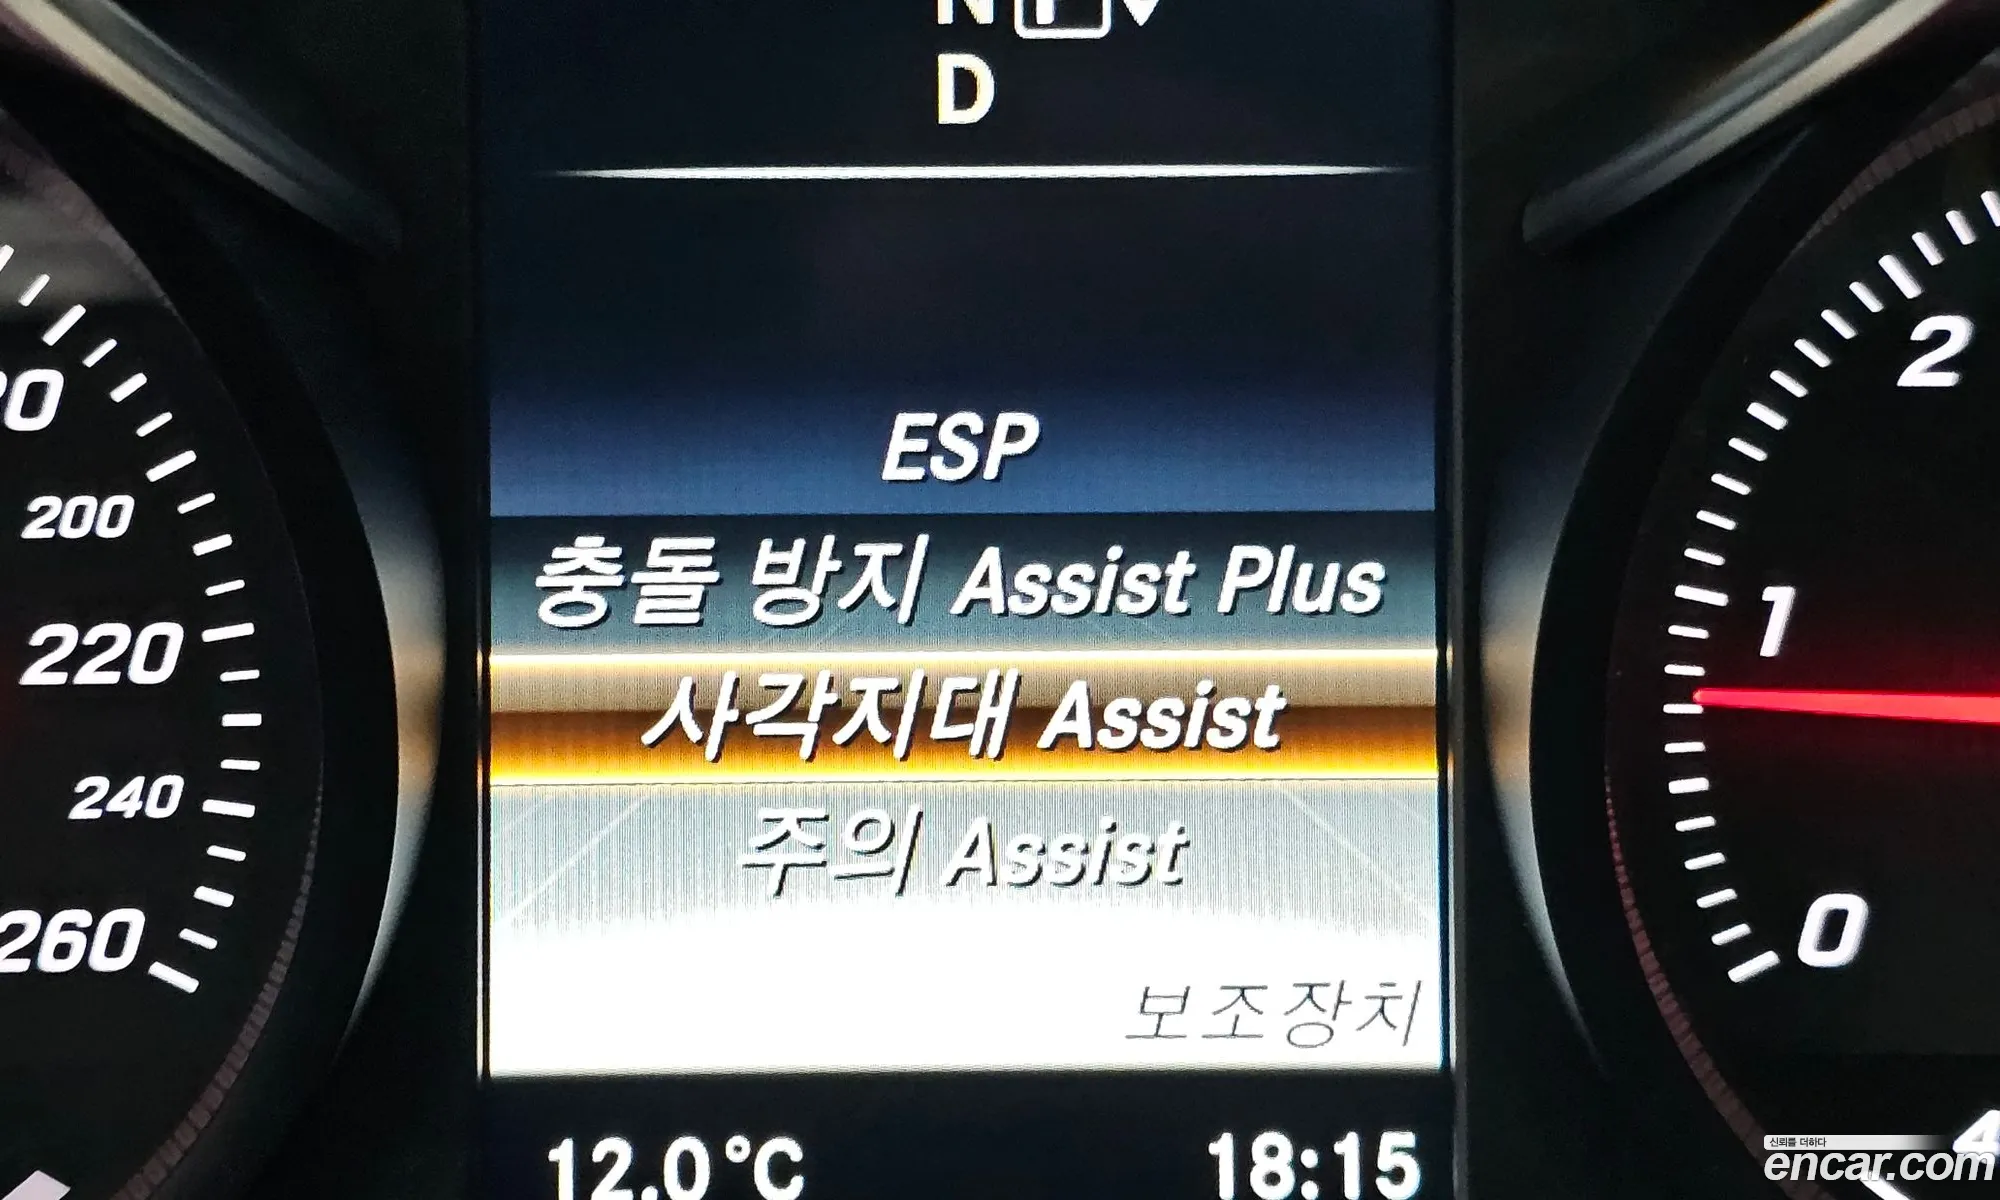 N P
D
ESP
충돌 방지 Assist Plus
사각지대 Assist
주의 Assist
보조장치
12.0°C
18:15
200
220
240
260
2
1
0
4
신뢰를 더하다
encar.com